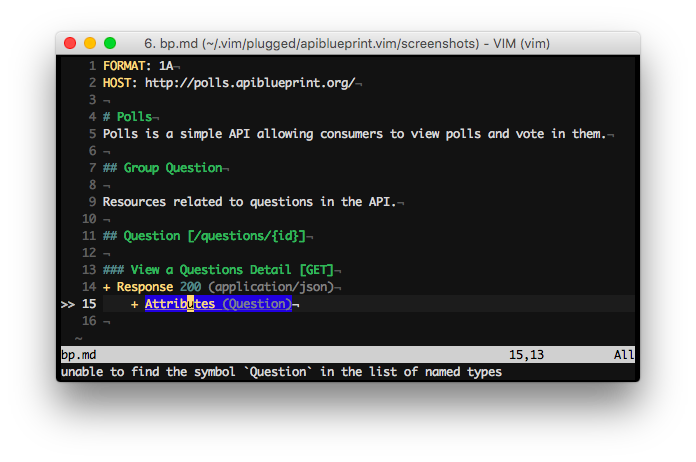 6. bp.md (~/.vim/plugged/apiblueprint.vim/screenshots) - VIM (vim)
1 FORMAT: 1A¬
2 HOST: http://polls.apiblueprint.org/¬
3 ¬
4 # Polls¬
5 Polls is a simple API allowing consumers to view polls and vote in them.¬
6 ¬
7 ## Group Question¬
8 ¬
9 Resources related to questions in the API.¬
10 ¬
11 ## Question [/questions/{id}]¬
12 ¬
13 ### View a Questions Detail [GET]¬
14 + Response 200 (application/json)¬
>> 15     + Attributes (Question)¬
16 ¬
~
bp.md 15,13 All
unable to find the symbol `Question` in the list of named types